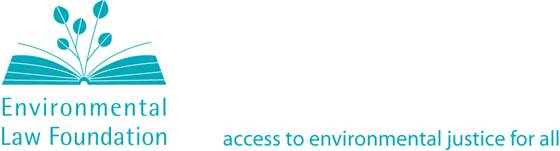 Environmental
Law Foundation
access to environmental justice for all